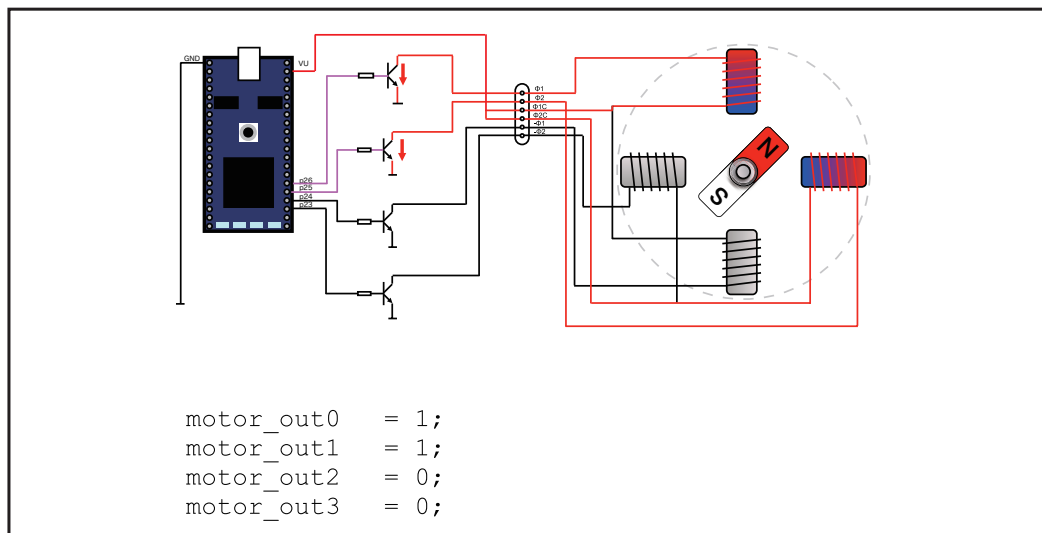 GND
VU
p26
p25
p24
p23
Φ1
Φ2
Φ1C
Φ2C
-Φ1
-Φ2
N
S
motor_out0 = 1;
motor_out1 = 1;
motor_out2 = 0;
motor_out3 = 0;